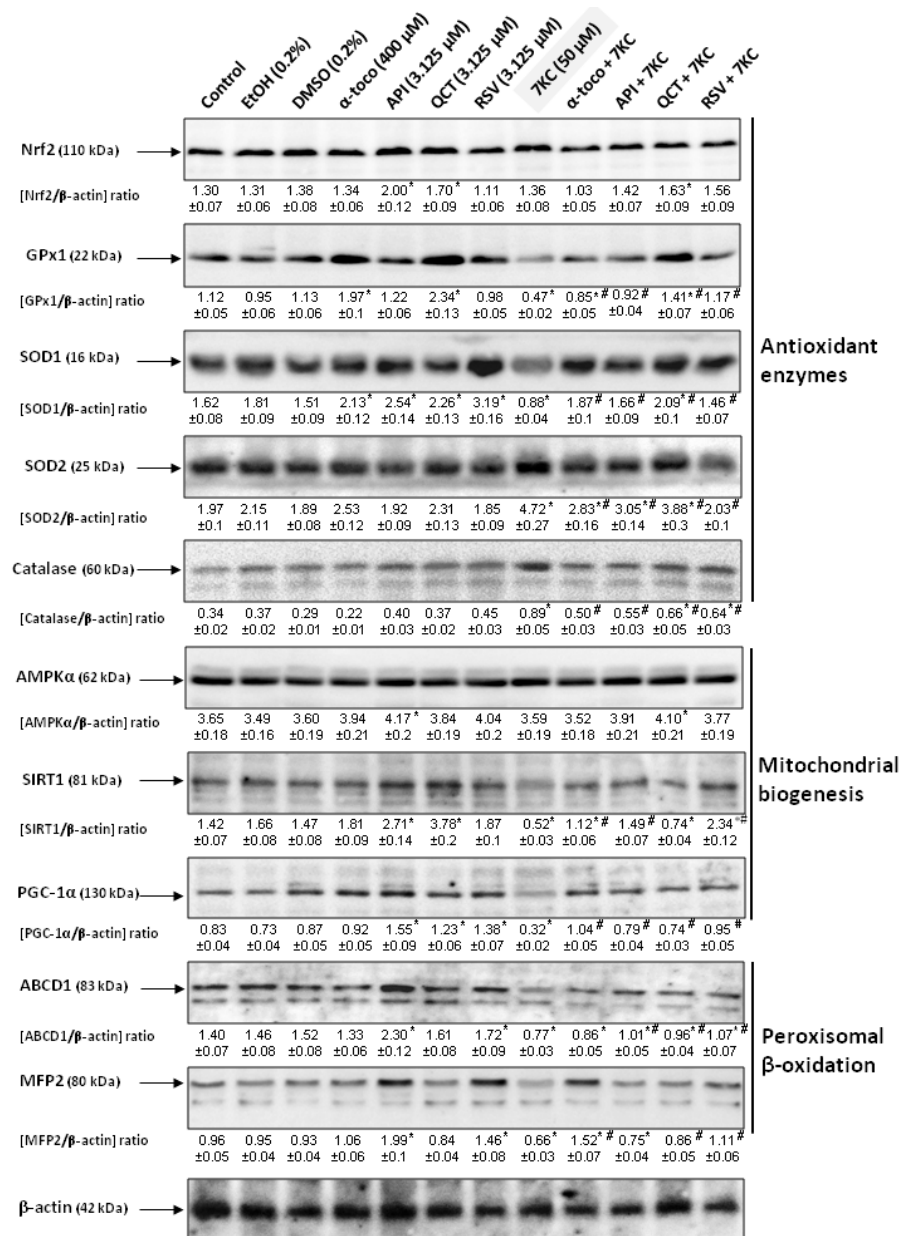 Control EtOH (0.2%) DMSO (0.2%) α-toco (400 μM) API (3.125 μM) QCT (3.125 μM) RSV (3.125 μM) 7KC (50 μM) α-toco + 7KC API + 7KC QCT + 7KC RSV + 7KC
Nrf2 (110 kDa)
[Nrf2/β-actin] ratio 1.30 1.31 1.38 1.34 2.00* 1.70* 1.11 1.36 1.03 1.42 1.63* 1.56
±0.07 ±0.06 ±0.08 ±0.06 ±0.12 ±0.09 ±0.06 ±0.08 ±0.05 ±0.07 ±0.09 ±0.09
GPx1 (22 kDa)
[GPx1/β-actin] ratio 1.12 0.95 1.13 1.97* 1.22 2.34* 0.98 0.47* 0.85*# 0.92# 1.41*# 1.17#
±0.05 ±0.06 ±0.06 ±0.1 ±0.06 ±0.13 ±0.05 ±0.02 ±0.05 ±0.04 ±0.07 ±0.06
SOD1 (16 kDa)
Antioxidant
enzymes
[SOD1/β-actin] ratio 1.62 1.81 1.51 2.13* 2.54* 2.26* 3.19* 0.88* 1.87# 1.66# 2.09*# 1.46#
±0.08 ±0.09 ±0.09 ±0.12 ±0.14 ±0.13 ±0.16 ±0.04 ±0.1 ±0.09 ±0.1 ±0.07
SOD2 (25 kDa)
[SOD2/β-actin] ratio 1.97 2.15 1.89 2.53 1.92 2.31 1.85 4.72* 2.83*# 3.05*# 3.88*# 2.03#
±0.1 ±0.11 ±0.08 ±0.12 ±0.09 ±0.13 ±0.09 ±0.27 ±0.16 ±0.14 ±0.3 ±0.1
Catalase (60 kDa)
[Catalase/β-actin] ratio 0.34 0.37 0.29 0.22 0.40 0.37 0.45 0.89* 0.50# 0.55# 0.66*# 0.64*#
±0.02 ±0.02 ±0.01 ±0.01 ±0.03 ±0.02 ±0.03 ±0.05 ±0.03 ±0.03 ±0.05 ±0.03
AMPKα (62 kDa)
[AMPKα/β-actin] ratio 3.65 3.49 3.60 3.94 4.17* 3.84 4.04 3.59 3.52 3.91 4.10* 3.77
±0.18 ±0.16 ±0.19 ±0.21 ±0.2 ±0.19 ±0.2 ±0.19 ±0.18 ±0.21 ±0.21 ±0.19
SIRT1 (81 kDa)
Mitochondrial
biogenesis
[SIRT1/β-actin] ratio 1.42 1.66 1.47 1.81 2.71* 3.78* 1.87 0.52* 1.12*# 1.49# 0.74* 2.34*#
±0.07 ±0.08 ±0.08 ±0.09 ±0.14 ±0.2 ±0.1 ±0.03 ±0.06 ±0.07 ±0.04 ±0.12
PGC-1α (130 kDa)
[PGC-1α/β-actin] ratio 0.83 0.73 0.87 0.92 1.55* 1.23* 1.38* 0.32* 1.04# 0.79# 0.74# 0.95#
±0.04 ±0.04 ±0.05 ±0.05 ±0.09 ±0.06 ±0.07 ±0.02 ±0.05 ±0.04 ±0.03 ±0.05
ABCD1 (83 kDa)
[ABCD1/β-actin] ratio 1.40 1.46 1.52 1.33 2.30* 1.61 1.72* 0.77* 0.86* 1.01*# 0.96*# 1.07*#
±0.07 ±0.08 ±0.08 ±0.06 ±0.12 ±0.08 ±0.09 ±0.03 ±0.05 ±0.05 ±0.04 ±0.07
Peroxisomal
β-oxidation
MFP2 (80 kDa)
[MFP2/β-actin] ratio 0.96 0.95 0.93 1.06 1.99* 0.84 1.46* 0.66* 1.52*# 0.75* 0.86# 1.11#
±0.05 ±0.04 ±0.04 ±0.06 ±0.1 ±0.04 ±0.08 ±0.03 ±0.07 ±0.04 ±0.05 ±0.06
β-actin (42 kDa)